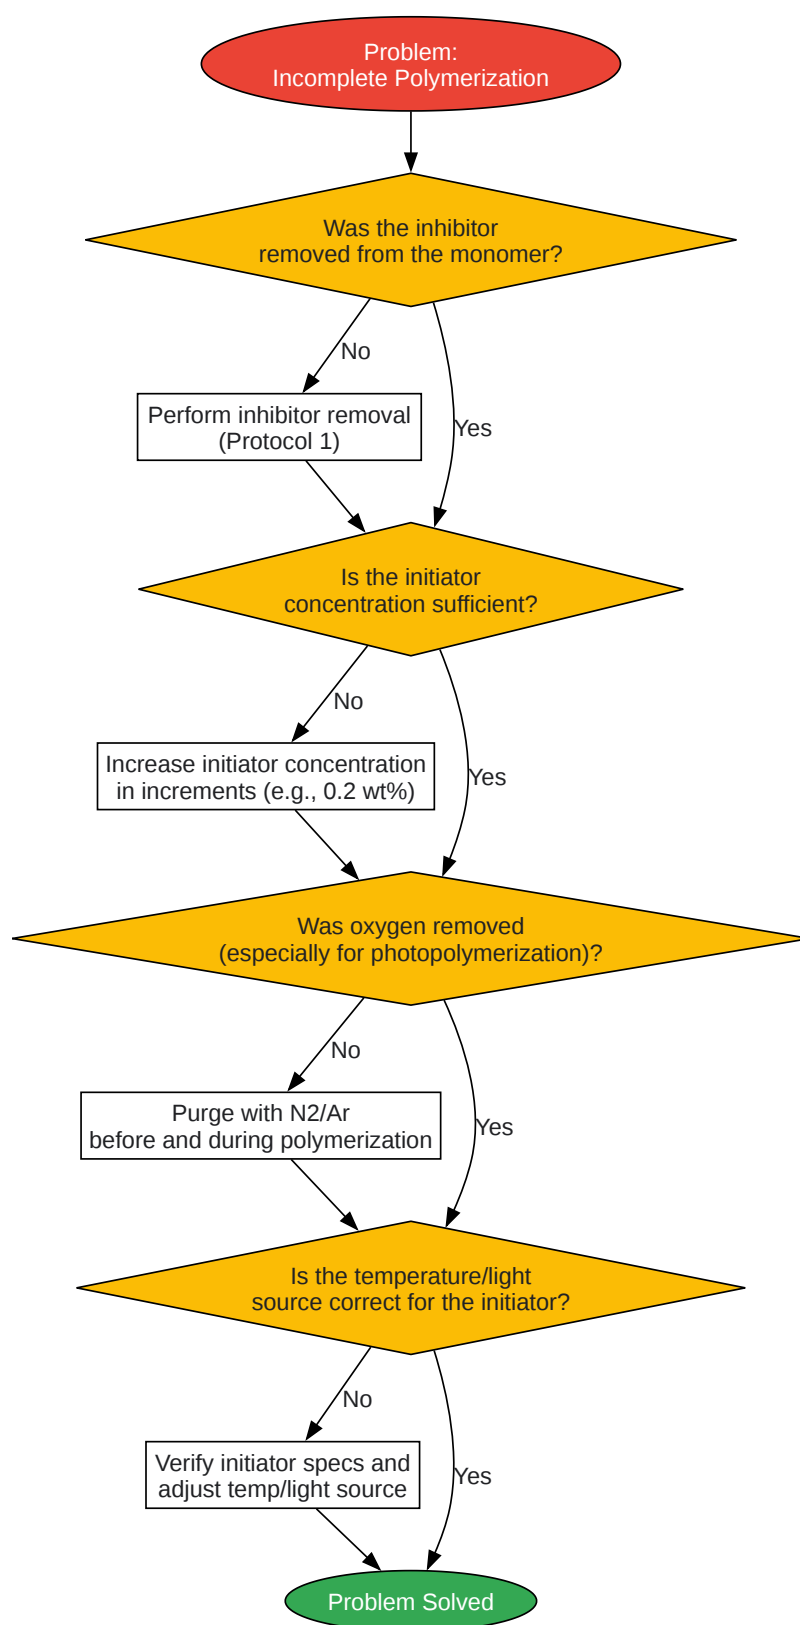 Problem:
Incomplete Polymerization
Was the inhibitor
removed from the monomer?
No
Perform inhibitor removal
(Protocol 1)
Yes
Is the initiator
concentration sufficient?
No
Increase initiator concentration
in increments (e.g., 0.2 wt%)
Yes
Was oxygen removed
(especially for photopolymerization)?
No
Purge with N2/Ar
before and during polymerization
Yes
Is the temperature/light
source correct for the initiator?
No
Verify initiator specs and
adjust temp/light source
Yes
Problem Solved